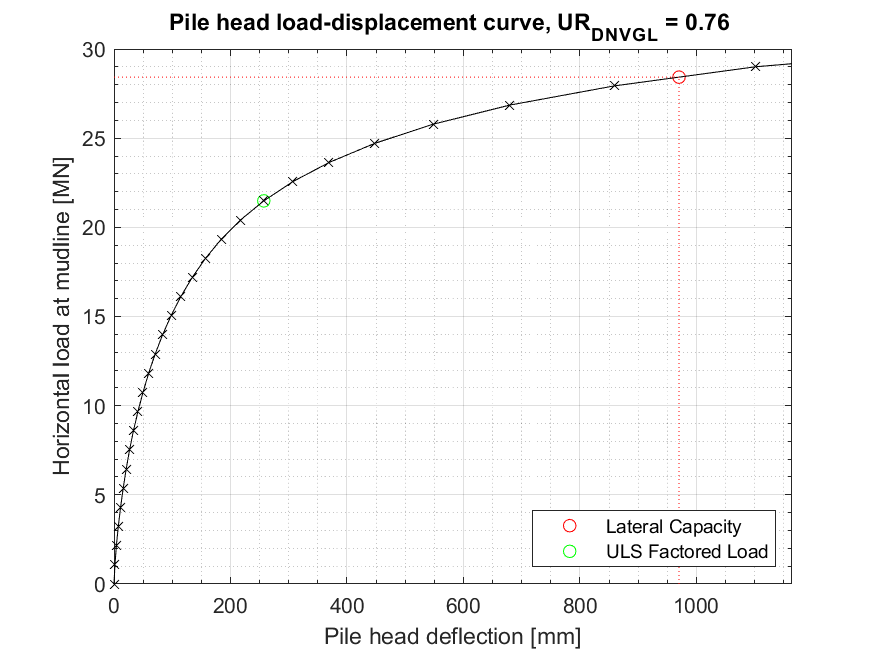 Pile head load-displacement curve, UR_DNVGL = 0.76
Horizontal load at mudline [MN]
30
25
20
15
10
5
0
0 200 400 600 800 1000
Pile head deflection [mm]
Lateral Capacity
ULS Factored Load